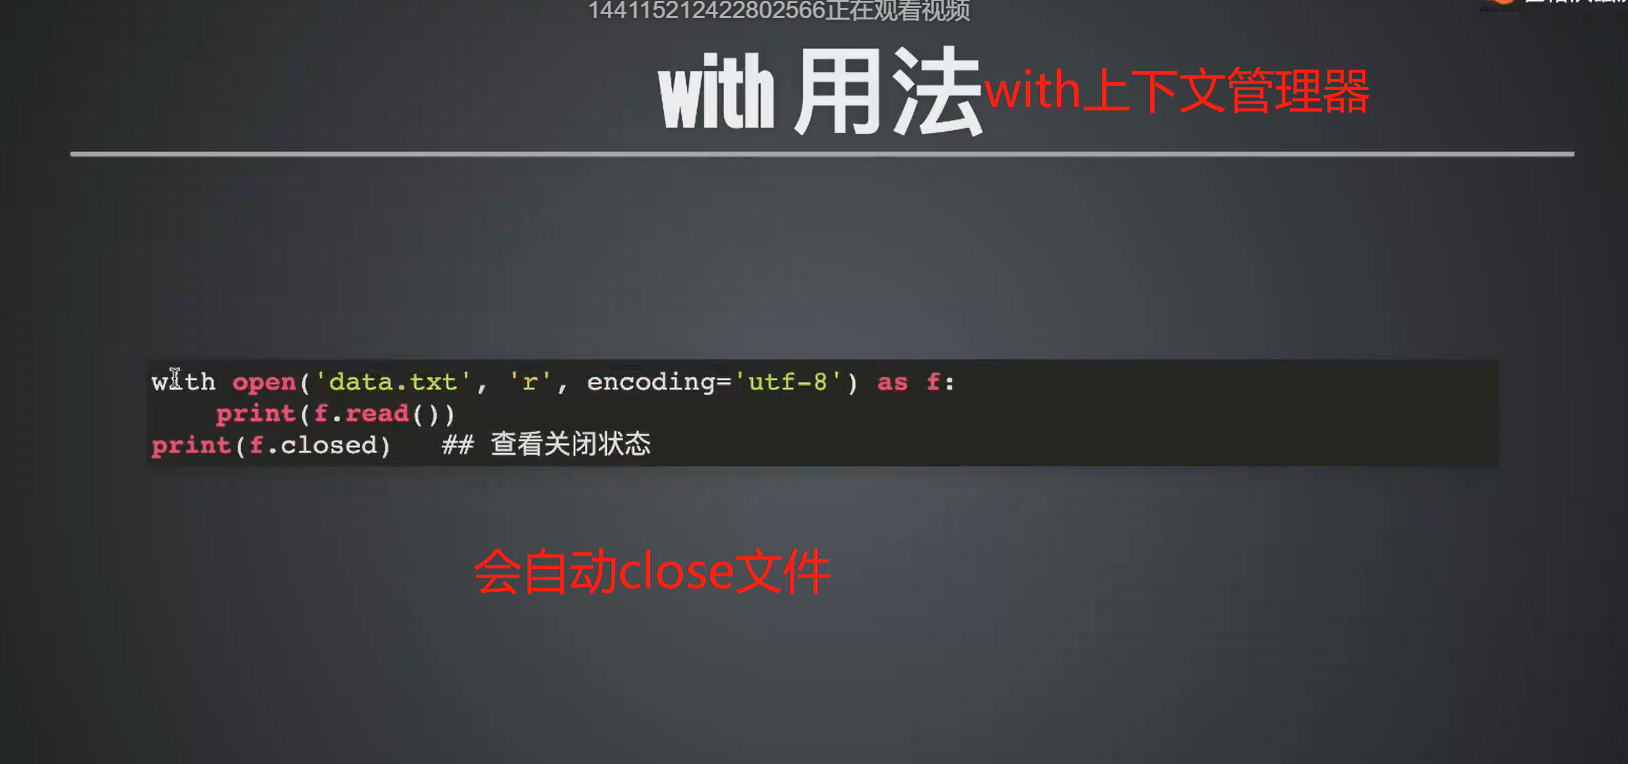 144115212422802566正在观看视频
with 用法with上下文管理器
with open('data.txt', 'r', encoding='utf-8') as f:
    print(f.read())
print(f.closed)   ## 查看关闭状态
会自动close文件